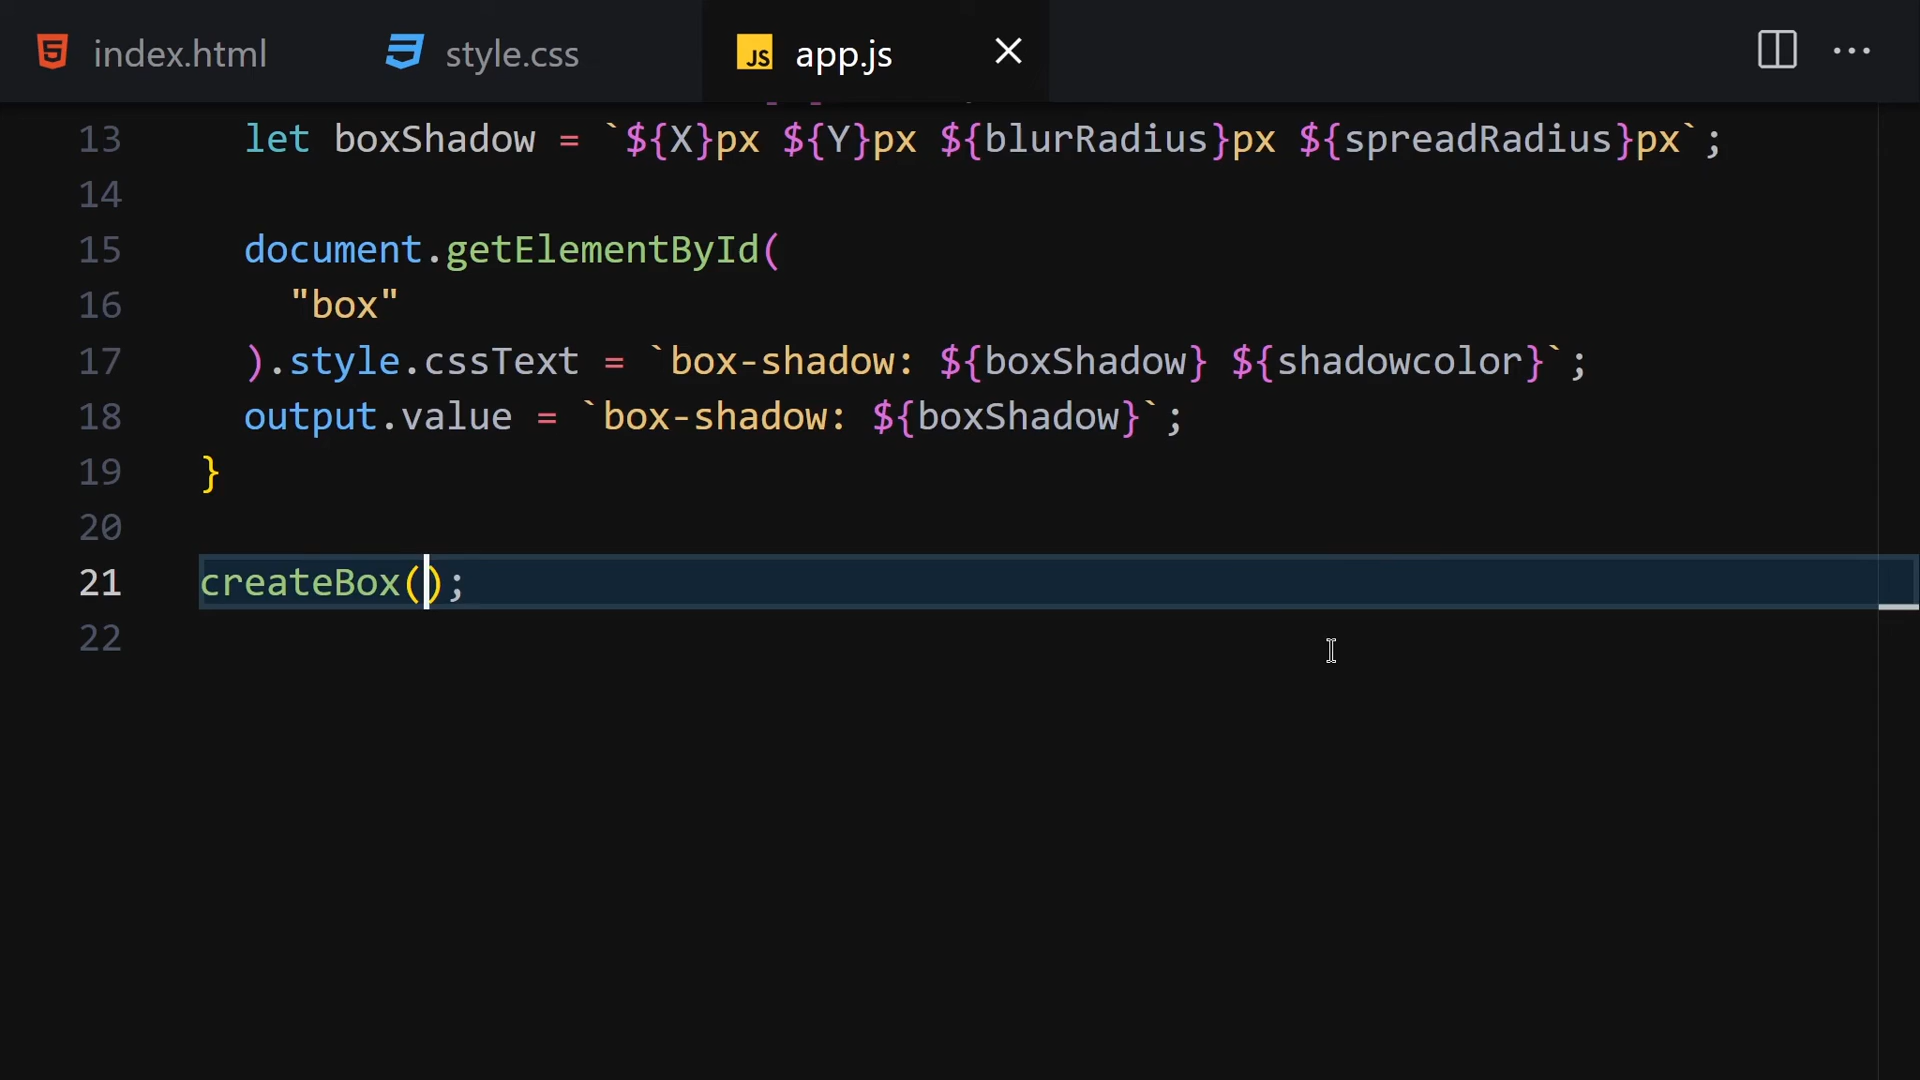 index.html style.css JS app.js
13 let boxShadow = `${X}px ${Y}px ${blurRadius}px ${spreadRadius}px`;
14
15 document.getElementById(
16 "box"
17 ).style.cssText = `box-shadow: ${boxShadow} ${shadowcolor}`;
18 output.value = `box-shadow: ${boxShadow}`;
19 }
20
21 createBox();
22